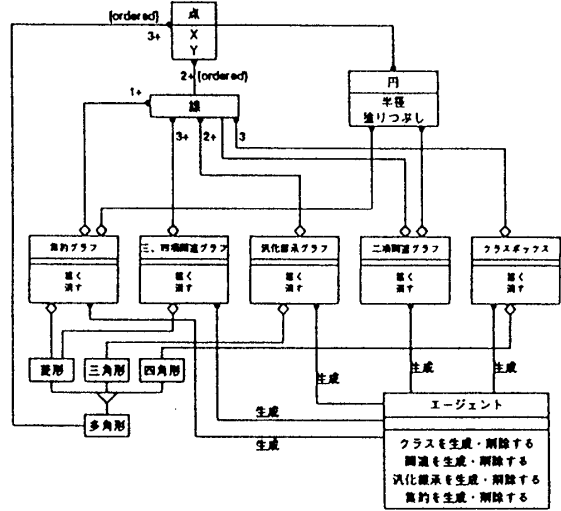 {ordered}
点
3+
X
Y
2+ {ordered}
円
1+
線
半径
塗りつぶし
3+
2+
3
集約グラフ
三、四項関連グラフ
汎化継承グラフ
二項関連グラフ
クラスボックス
描く
描く
描く
描く
描く
消す
消す
消す
消す
消す
菱形
三角形
四角形
生成
生成
生成
生成
エージェント
多角形
生成
クラスを生成・削除する
関連を生成・削除する
汎化継承を生成・削除する
集約を生成・削除する